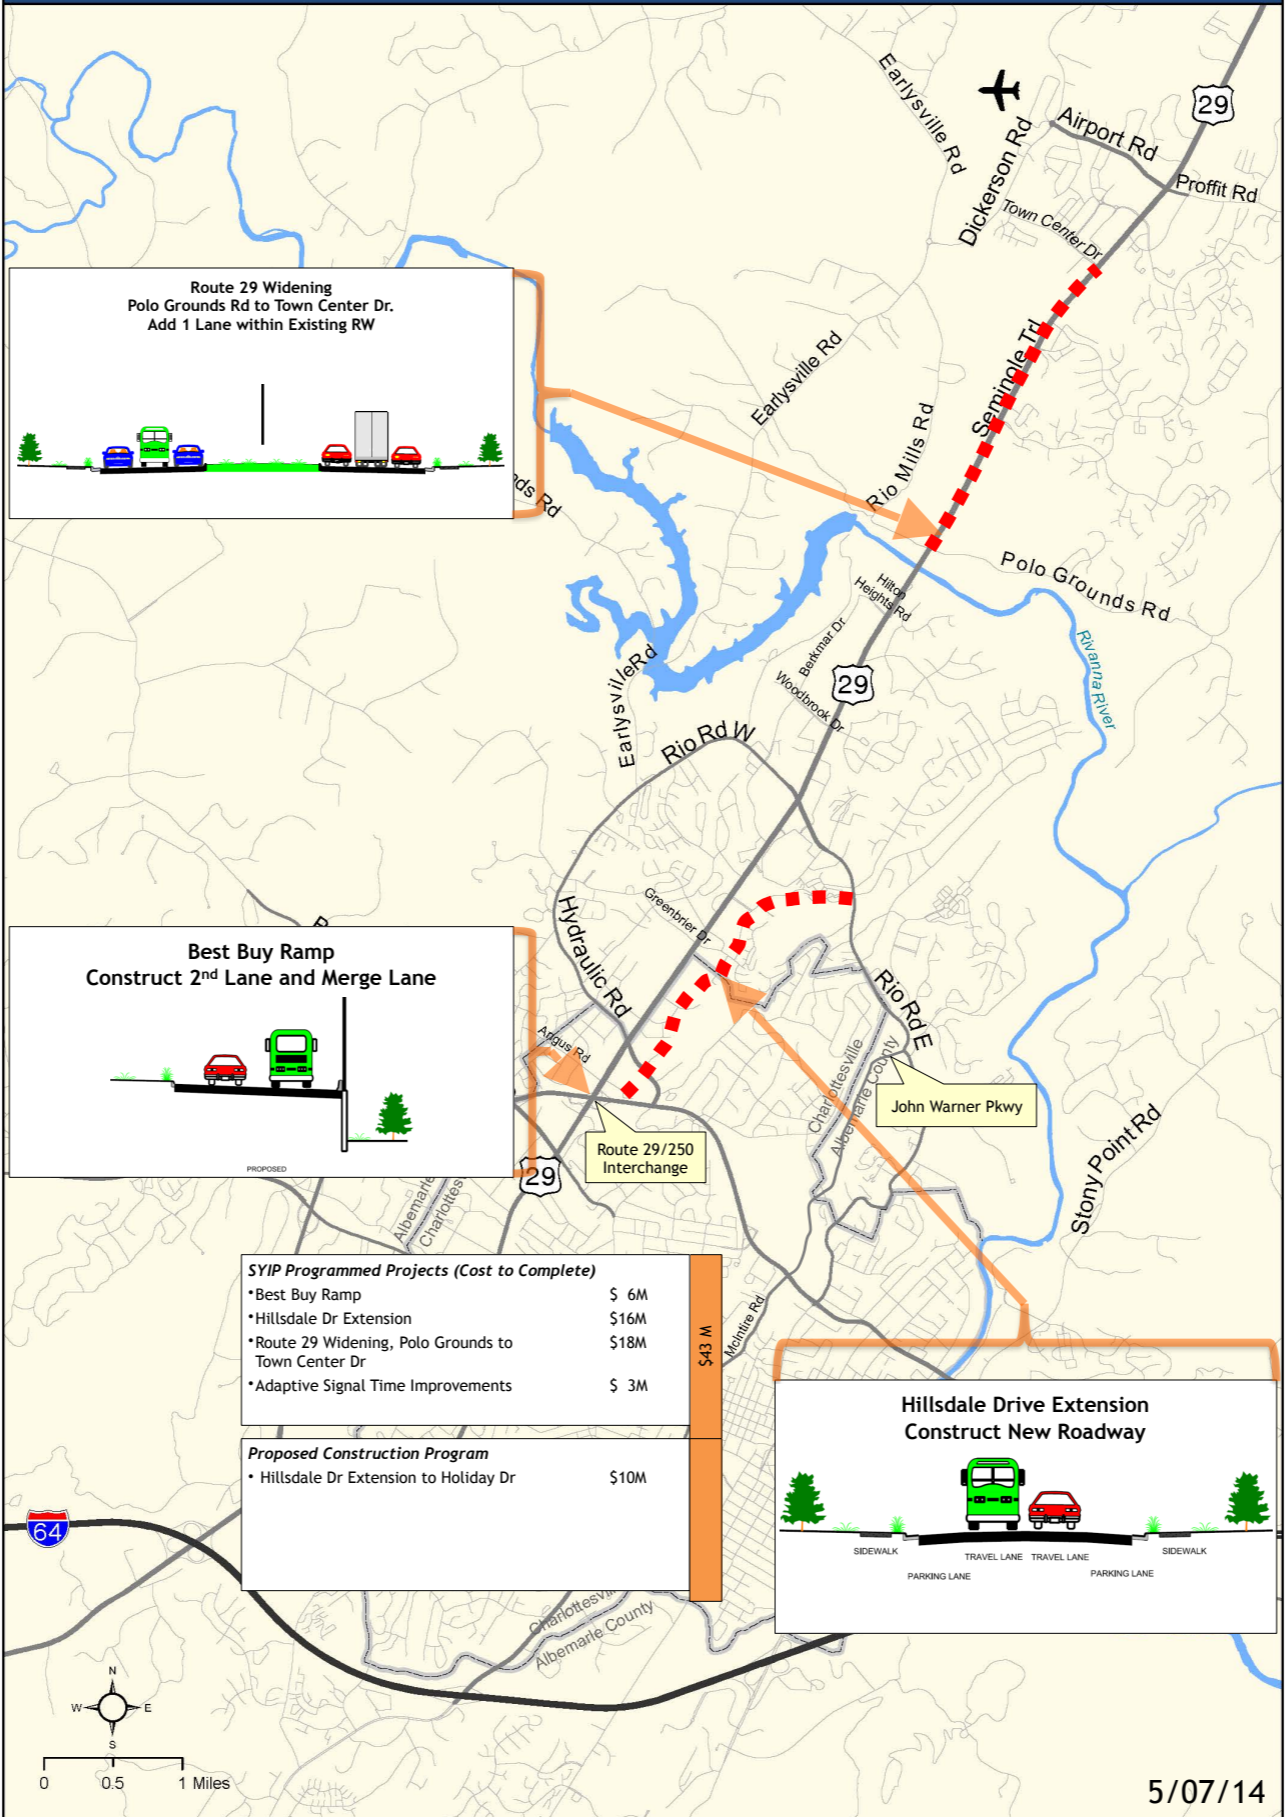 29
Earlysville Rd
Dickerson Rd
Airport Rd
Proffit Rd
Town Center Dr
Route 29 Widening
Polo Grounds Rd to Town Center Dr.
Add 1 Lane within Existing RW
Seminole Trl
Earlysville Rd
Rio Mills Rd
Polo Grounds Rd
Hilton
Heights Rd
Rivanna River
Berkmar Dr
Woodbrook Dr
29
Earlysville Rd
Rio Rd W
Greenbrier Dr
Hydraulic Rd
Best Buy Ramp
Construct 2nd Lane and Merge Lane
PROPOSED
Angus Rd
Rio Rd E
Charlottesville
Albemarle County
John Warner Pkwy
Route 29/250
Interchange
29
Stony Point Rd
Albemarle
McIntire Rd
SYIP Programmed Projects (Cost to Complete)
•Best Buy Ramp $ 6M
•Hillsdale Dr Extension $16M
•Route 29 Widening, Polo Grounds to $18M
Town Center Dr
•Adaptive Signal Time Improvements $ 3M
$43 M
Proposed Construction Program
• Hillsdale Dr Extension to Holiday Dr $10M
Hillsdale Drive Extension
Construct New Roadway
SIDEWALK TRAVEL LANE TRAVEL LANE SIDEWALK
PARKING LANE PARKING LANE
64
Charlottesville
Albemarle County
N
W E
S
0 0.5 1 Miles
5/07/14